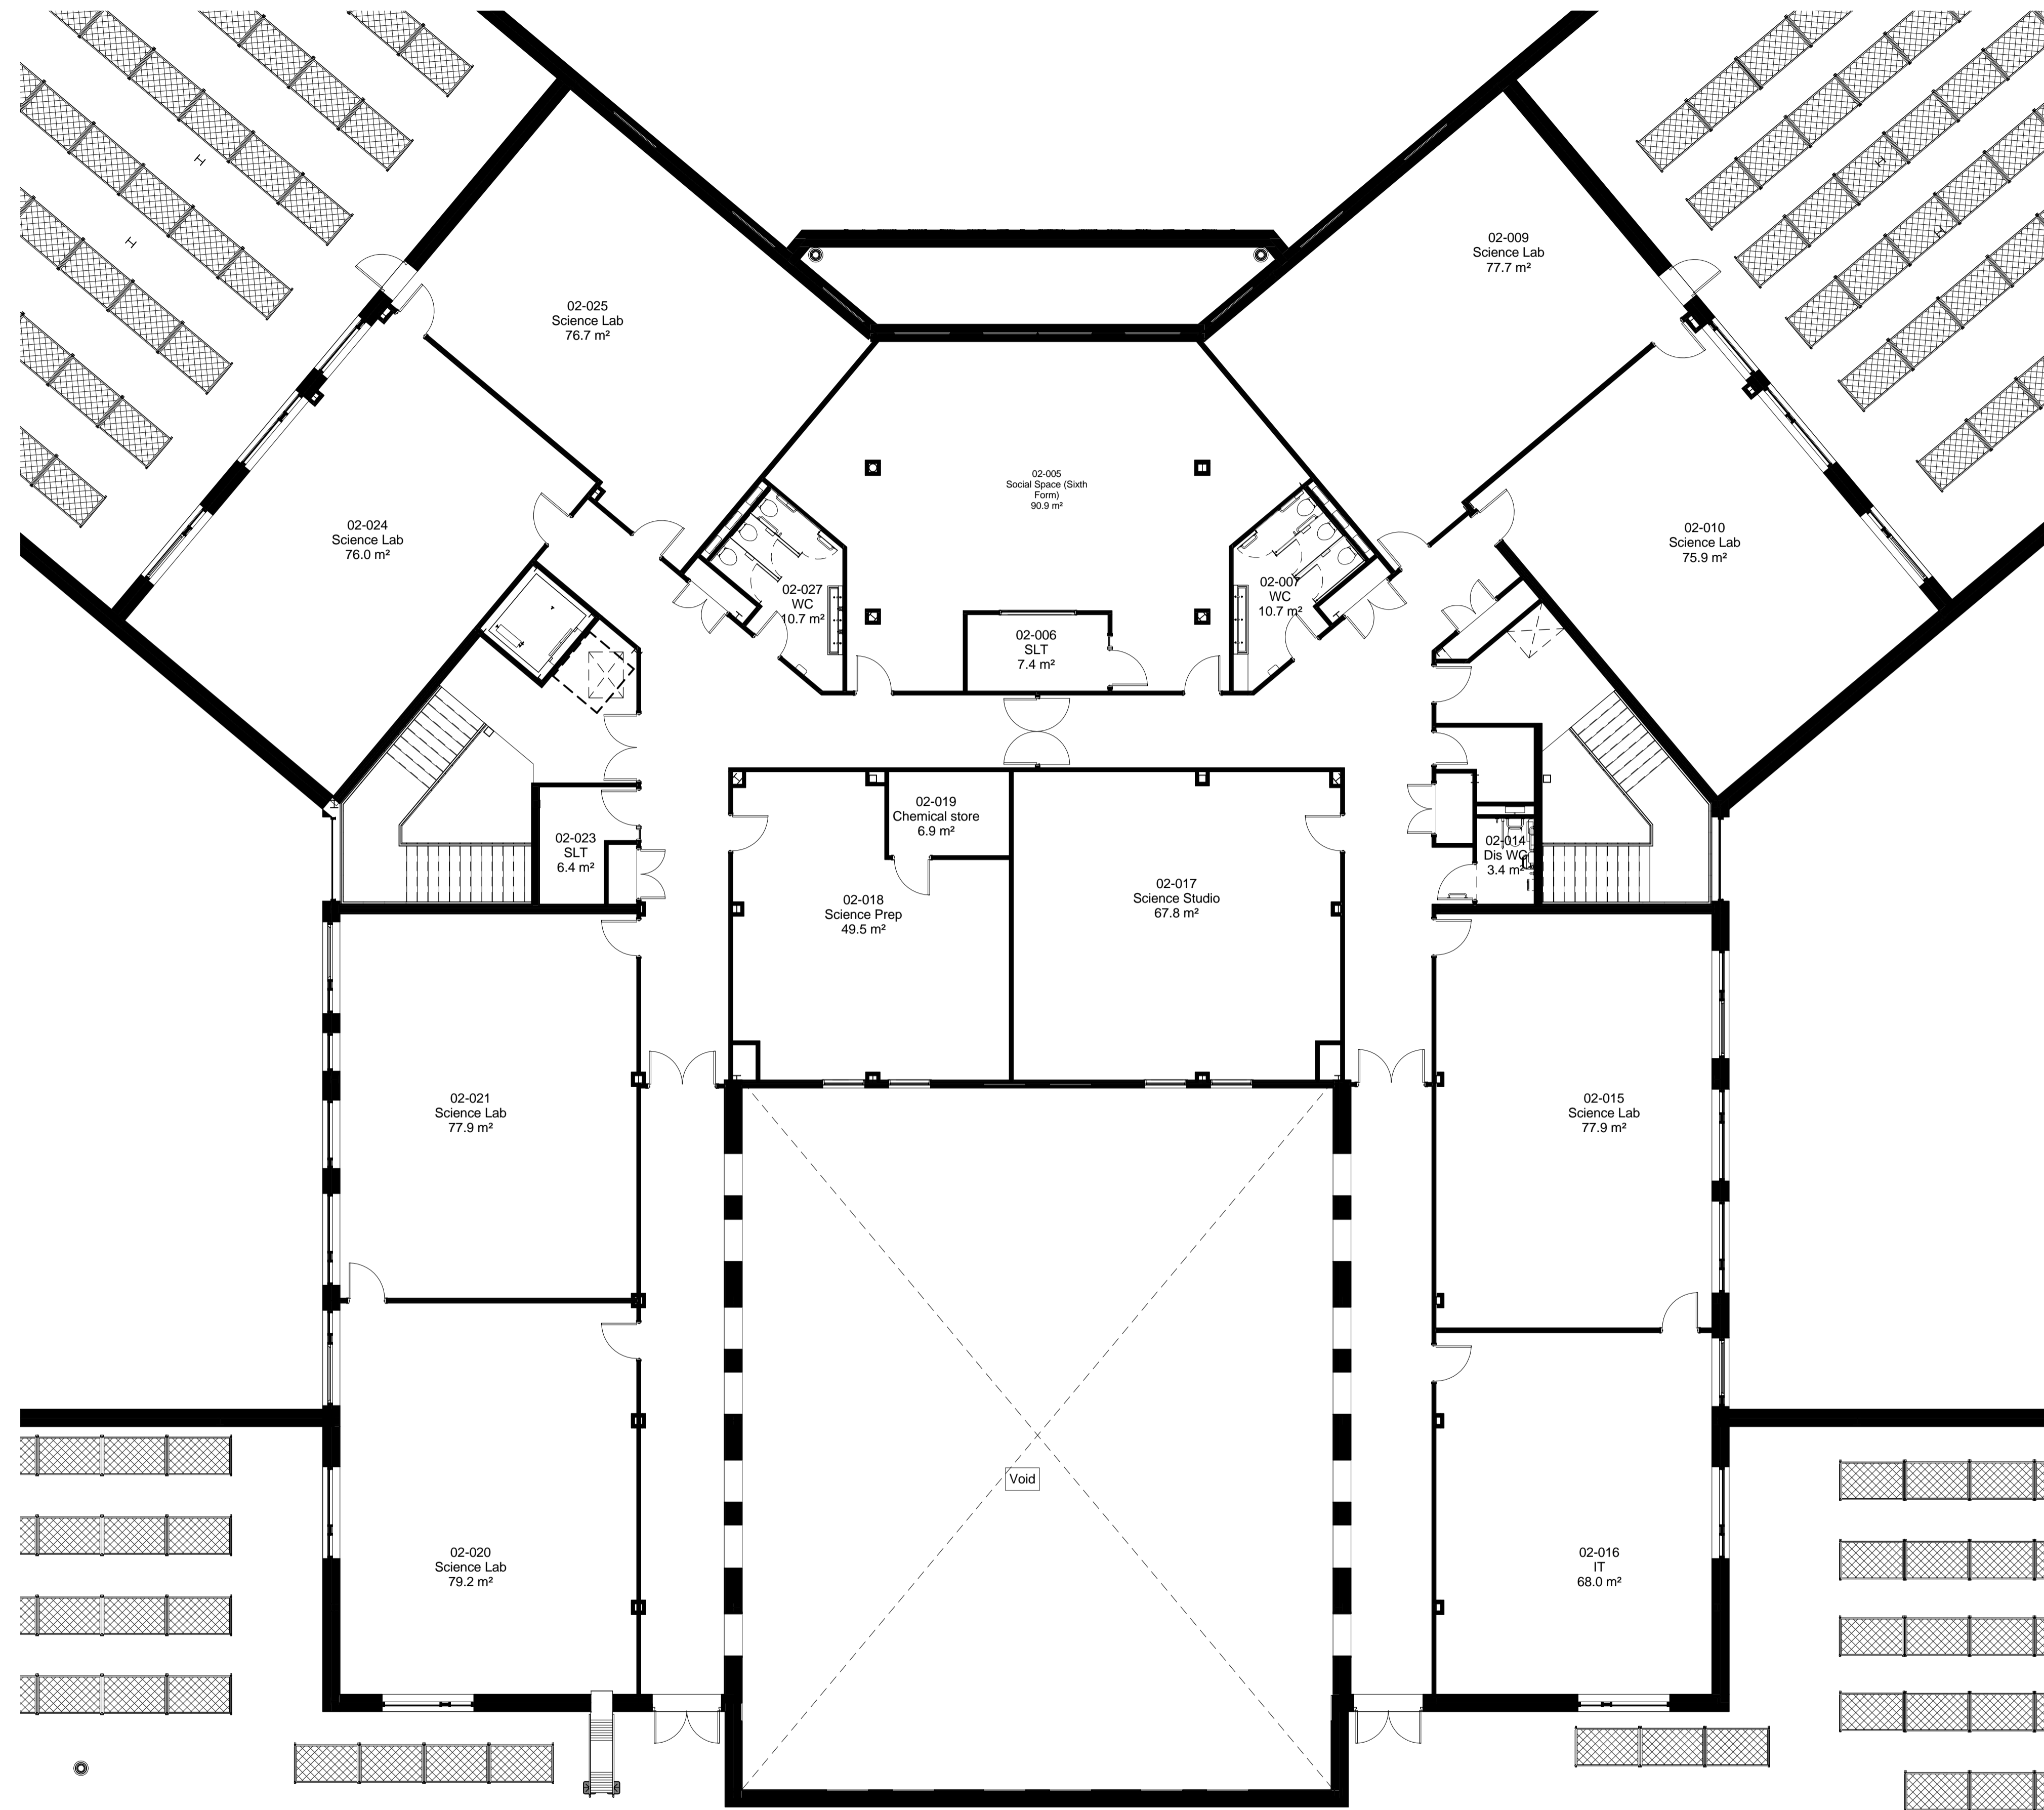 02-009
Science Lab
77.7 m²
02-025
Science Lab
76.7 m²
02-005
Social Space (Sixth
Form)
90.9 m²
02-024
Science Lab
76.0 m²
02-010
Science Lab
75.9 m²
02-027
WC
10.7 m²
02-007
WC
10.7 m²
02-006
SLT
7.4 m²
02-019
Chemical store
6.9 m²
02-023
SLT
6.4 m²
02-014
Dis WC
3.4 m²
02-018
Science Prep
49.5 m²
02-017
Science Studio
67.8 m²
02-021
Science Lab
77.9 m²
02-015
Science Lab
77.9 m²
Void
02-020
Science Lab
79.2 m²
02-016
IT
68.0 m²